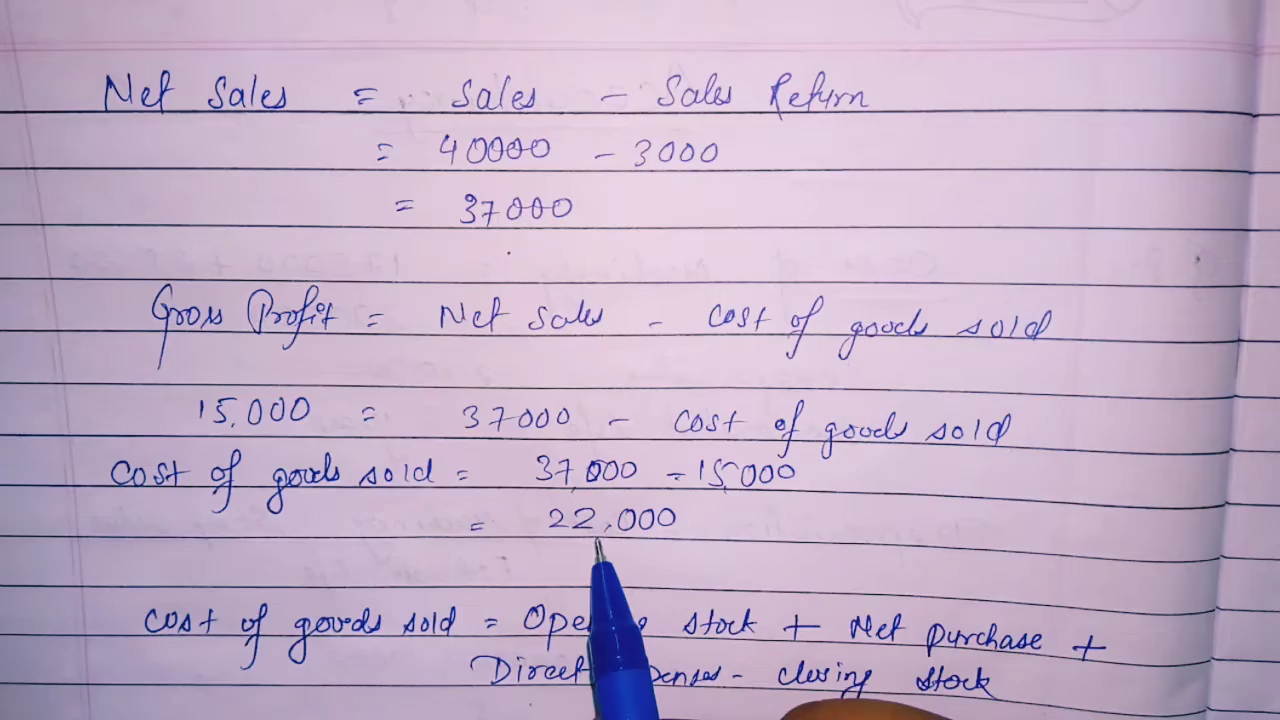 Net Sales = Sales - Sales Return
= 40000 - 3000
= 37000
Gross Profit = Net Sales - cost of goods sold
15,000 = 37000 - cost of goods sold
cost of goods sold = 37,000 - 15,000
= 22,000
cost of goods sold = Ope stock + Net purchase +
Direct penses - closing stock